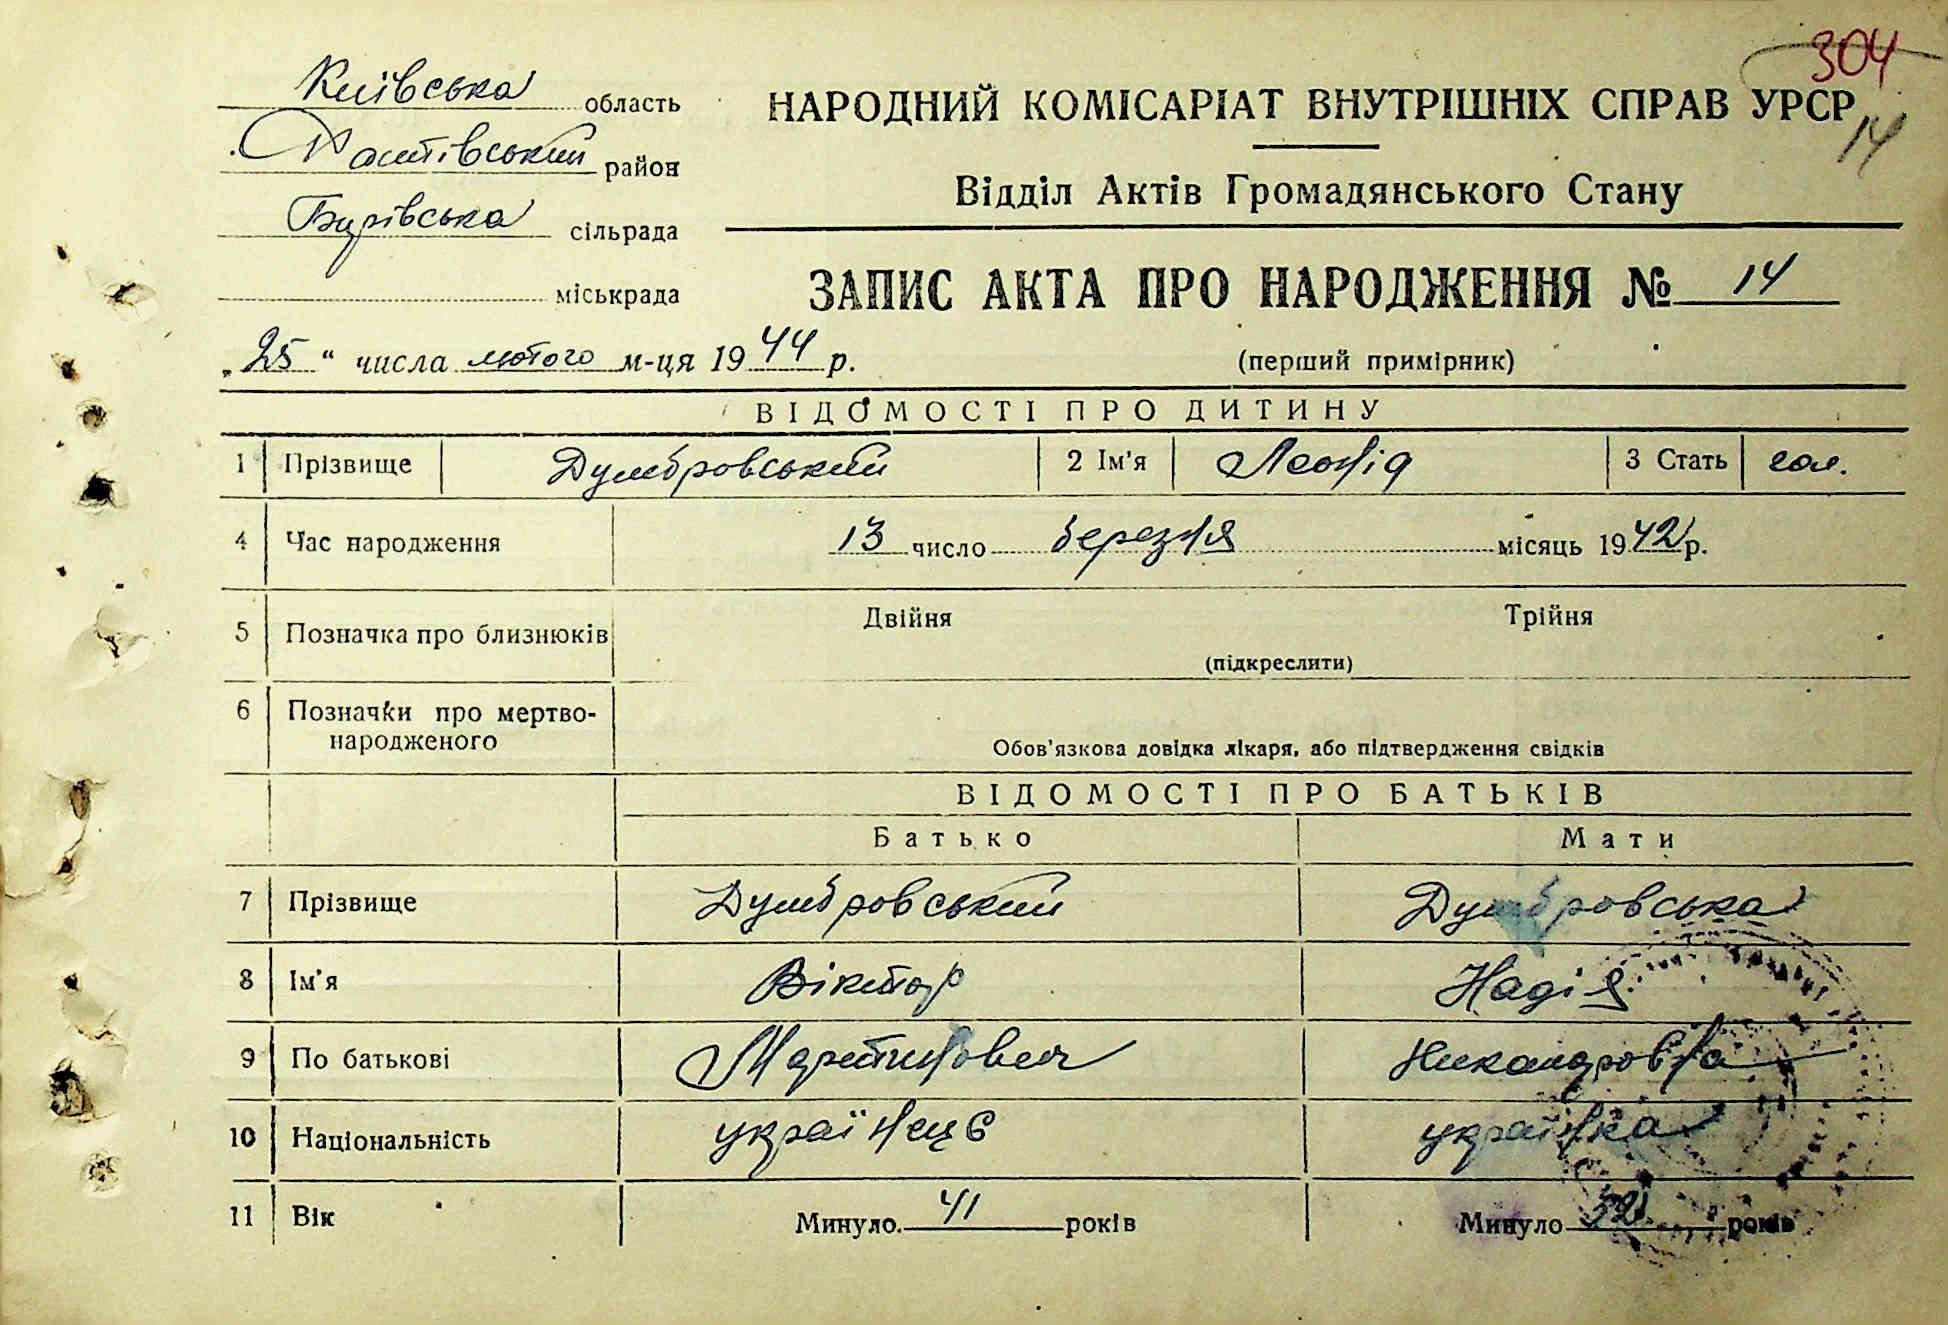 304
14
Київська область
Фастівський район
Бурівська сільрада
міськрада
НАРОДНИЙ КОМІСАРІАТ ВНУТРІШНІХ СПРАВ УРСР
Відділ Актів Громадянського Стану
ЗАПИС АКТА ПРО НАРОДЖЕННЯ № 14
„25“ числа лютого м-ця 1944 р.
(перший примірник)
ВІДОМОСТІ ПРО ДИТИНУ
1 Прізвище Думбровський 2 Ім'я Леонід 3 Стать чол.
4 Час народження 13 число березня місяць 1942 р.
5 Позначка про близнюків Двійня Трійня
(підкреслити)
6 Позначки про мертво-
народженого
Обов'язкова довідка лікаря, або підтвердження свідків
ВІДОМОСТІ ПРО БАТЬКІВ
Батько Мати
7 Прізвище Думбровський Думбровська
8 Ім'я Віктор Надія
9 По батькові Мартинович Никандровна
10 Національність українець українка
11 Вік Минуло 41 років Минуло 32 років